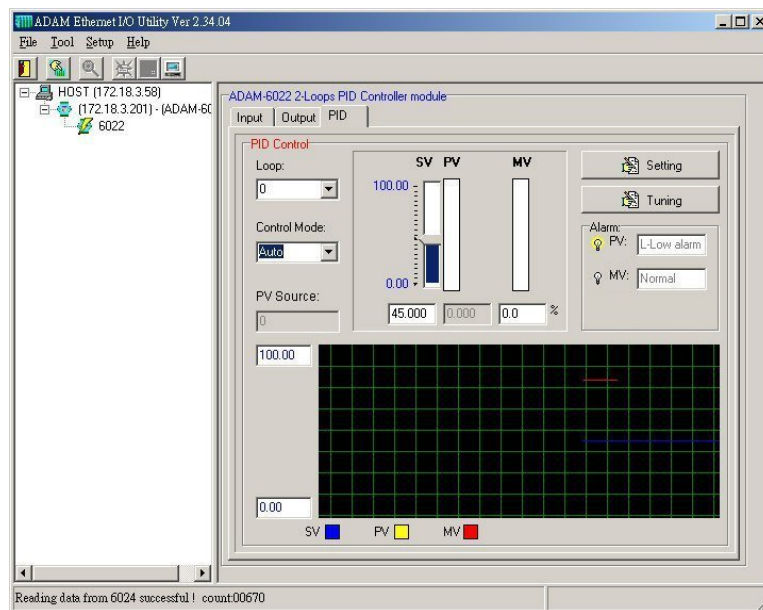 ADAM Ethernet I/O Utility Ver 2.34.04
File Tool Setup Help
HOST (172.18.3.58)
(172.18.3.201) - (ADAM-60
6022
ADAM-6022 2-Loops PID Controller module
Input Output PID
PID Control
Loop:
0
Control Mode:
Auto
PV Source:
0
SV PV MV
100.00
0.00
45.000 0.000 0.0 %
Setting
Tuning
Alarm:
PV: L-Low alarm
MV: Normal
100.00
0.00
SV PV MV
Reading data from 6024 successful ! count:00670